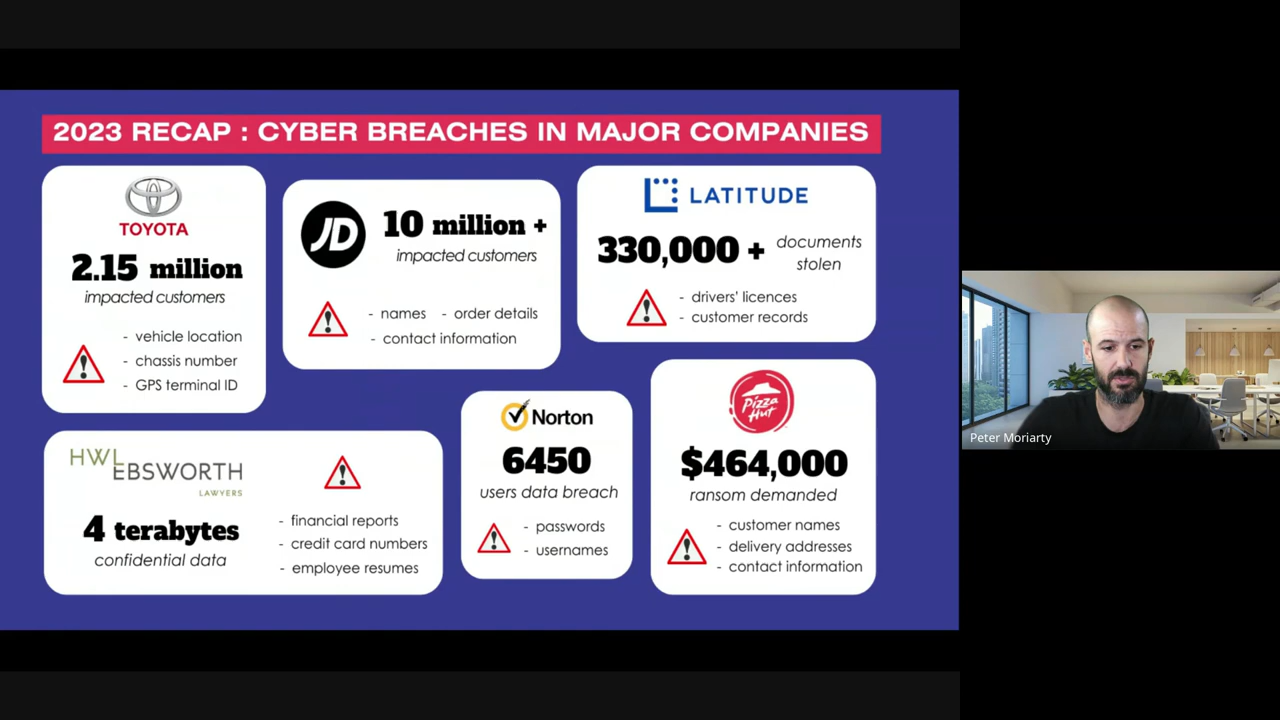 2023 RECAP : CYBER BREACHES IN MAJOR COMPANIES
TOYOTA
2.15 million
impacted customers
- vehicle location
- chassis number
- GPS terminal ID
JD
10 million +
impacted customers
- names - order details
- contact information
LATITUDE
330,000 + documents
stolen
- drivers' licences
- customer records
HWL
EBSWORTH
LAWYERS
4 terabytes
confidential data
- financial reports
- credit card numbers
- employee resumes
Norton
6450
users data breach
- passwords
- usernames
Pizza
Hut
$464,000
ransom demanded
- customer names
- delivery addresses
- contact information
Peter Moriarty